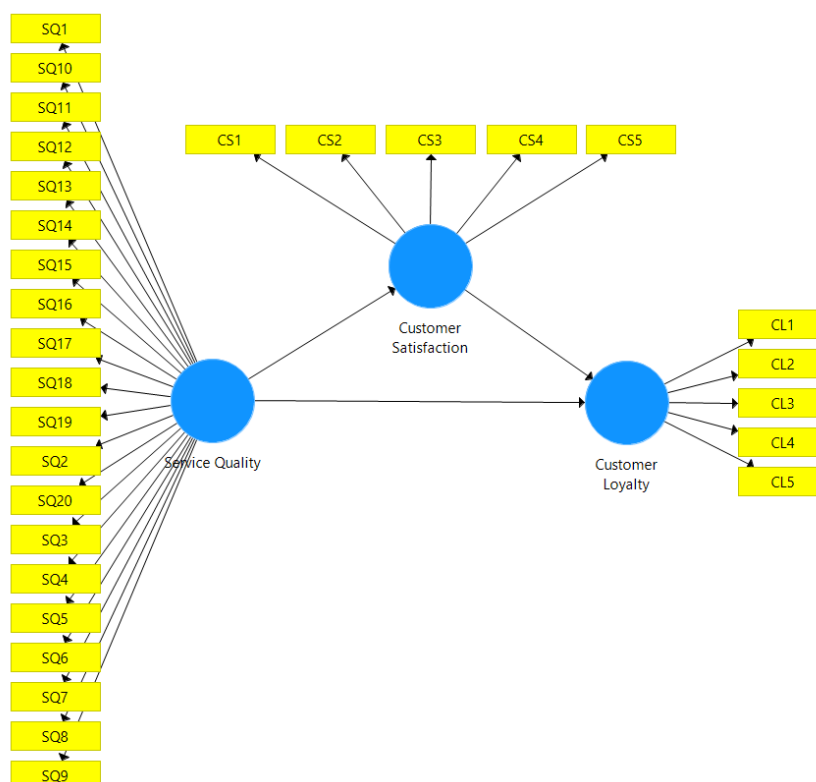 SQ1
SQ10
SQ11
SQ12
SQ13
SQ14
SQ15
SQ16
SQ17
SQ18
SQ19
SQ2
SQ20
SQ3
SQ4
SQ5
SQ6
SQ7
SQ8
SQ9
Service Quality
CS1
CS2
CS3
CS4
CS5
Customer
Satisfaction
Customer
Loyalty
CL1
CL2
CL3
CL4
CL5